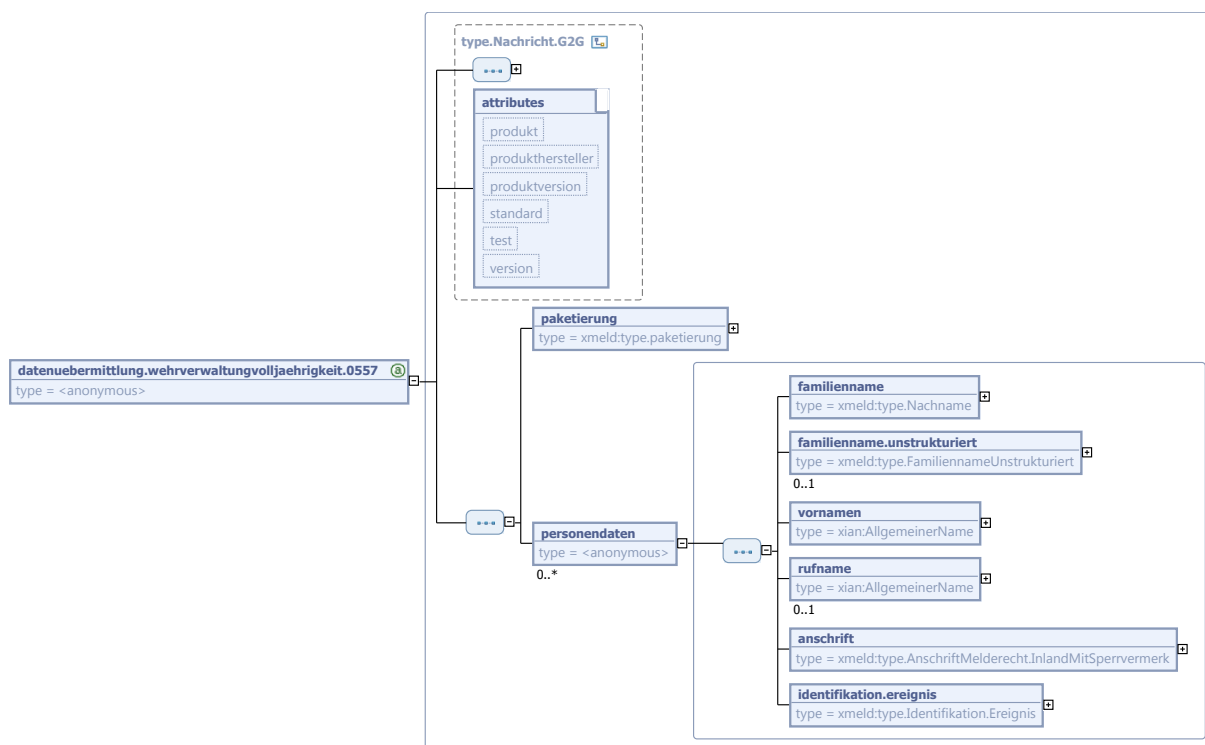 type.Nachricht.G2G
attributes
produkt
produkthersteller
produktversion
standard
test
version
paketierung
type = xmeld:type.paketierung
datenuebermittlung.wehrverwaltungvolljaehrigkeit.0557 a
type = <anonymous>
familienname
type = xmeld:type.Nachname
familienname.unstrukturiert
type = xmeld:type.FamiliennameUnstrukturiert
0..1
vornamen
type = xian:AllgemeinerName
personendaten
type = <anonymous>
0..*
rufname
type = xian:AllgemeinerName
0..1
anschrift
type = xmeld:type.AnschriftMelderecht.InlandMitSperrvermerk
identifikation.ereignis
type = xmeld:type.Identifikation.Ereignis